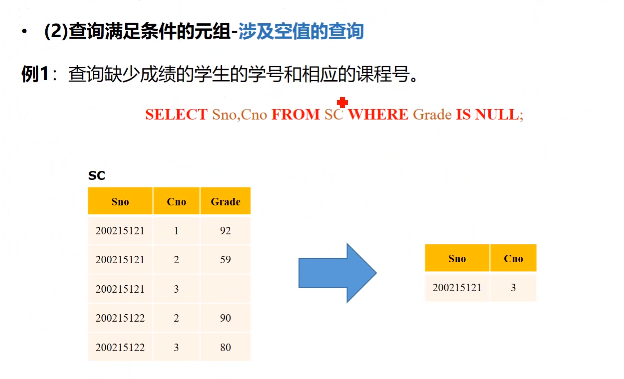 • (2)查询满足条件的元组-涉及空值的查询
例1：查询缺少成绩的学生的学号和相应的课程号。
SELECT Sno,Cno FROM SC WHERE Grade IS NULL;
SC
Sno Cno Grade
200215121 1 92
200215121 2 59
200215121 3
200215122 2 90
200215122 3 80
Sno Cno
200215121 3